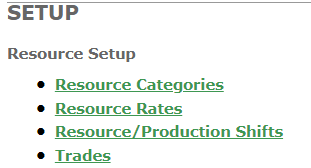 SETUP
Resource Setup
• Resource Categories
• Resource Rates
• Resource/Production Shifts
• Trades